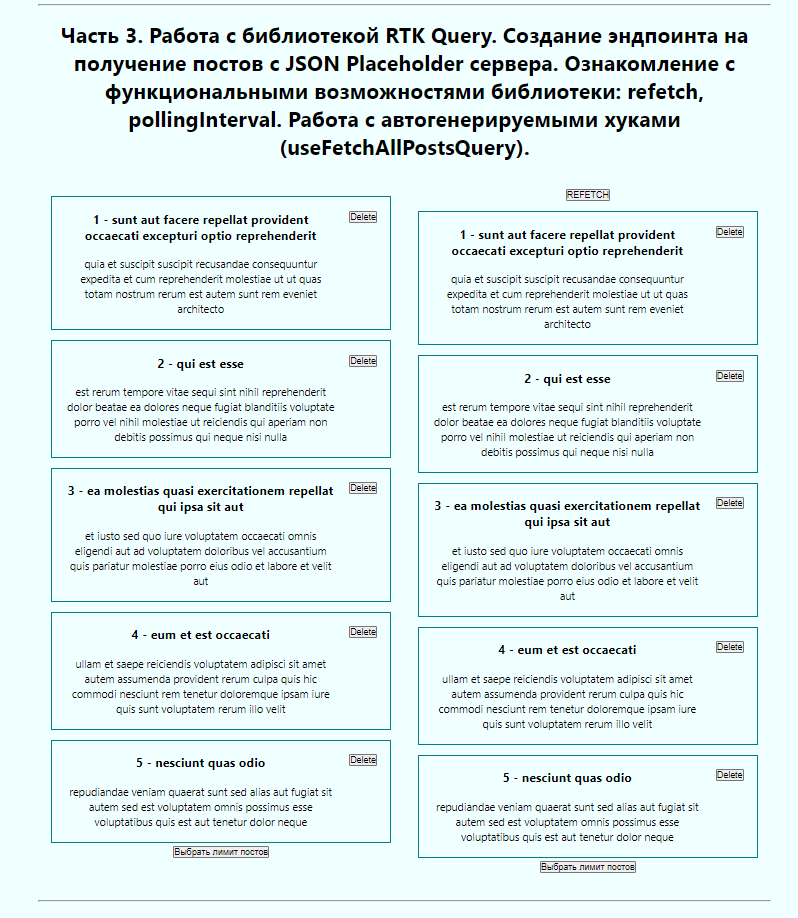 Часть 3. Работа с библиотекой RTK Query. Создание эндпоинта на
получение постов с JSON Placeholder сервера. Ознакомление с
функциональными возможностями библиотеки: refetch,
pollingInterval. Работа с автогенерируемыми хуками
(useFetchAllPostsQuery).
1 - sunt aut facere repellat provident
occaecati excepturi optio reprehenderit
Delete
quia et suscipit suscipit recusandae consequuntur
expedita et cum reprehenderit molestiae ut ut quas
totam nostrum rerum est autem sunt rem eveniet
architecto
2 - qui est esse
Delete
est rerum tempore vitae sequi sint nihil reprehenderit
dolor beatae ea dolores neque fugiat blanditiis voluptate
porro vel nihil molestiae ut reiciendis qui aperiam non
debitis possimus qui neque nisi nulla
3 - ea molestias quasi exercitationem repellat
qui ipsa sit aut
Delete
et iusto sed quo iure voluptatem occaecati omnis
eligendi aut ad voluptatem doloribus vel accusantium
quis pariatur molestiae porro eius odio et labore et velit
aut
4 - eum et est occaecati
Delete
ullam et saepe reiciendis voluptatem adipisci sit amet
autem assumenda provident rerum culpa quis hic
commodi nesciunt rem tenetur doloremque ipsam iure
quis sunt voluptatem rerum illo velit
5 - nesciunt quas odio
Delete
repudiandae veniam quaerat sunt sed alias aut fugiat sit
autem sed est voluptatem omnis possimus esse
voluptatibus quis est aut tenetur dolor neque
Выбрать лимит постов
REFETCH
1 - sunt aut facere repellat provident
occaecati excepturi optio reprehenderit
Delete
quia et suscipit suscipit recusandae consequuntur
expedita et cum reprehenderit molestiae ut ut quas
totam nostrum rerum est autem sunt rem eveniet
architecto
2 - qui est esse
Delete
est rerum tempore vitae sequi sint nihil reprehenderit
dolor beatae ea dolores neque fugiat blanditiis voluptate
porro vel nihil molestiae ut reiciendis qui aperiam non
debitis possimus qui neque nisi nulla
3 - ea molestias quasi exercitationem repellat
qui ipsa sit aut
Delete
et iusto sed quo iure voluptatem occaecati omnis
eligendi aut ad voluptatem doloribus vel accusantium
quis pariatur molestiae porro eius odio et labore et velit
aut
4 - eum et est occaecati
Delete
ullam et saepe reiciendis voluptatem adipisci sit amet
autem assumenda provident rerum culpa quis hic
commodi nesciunt rem tenetur doloremque ipsam iure
quis sunt voluptatem rerum illo velit
5 - nesciunt quas odio
Delete
repudiandae veniam quaerat sunt sed alias aut fugiat sit
autem sed est voluptatem omnis possimus esse
voluptatibus quis est aut tenetur dolor neque
Выбрать лимит постов